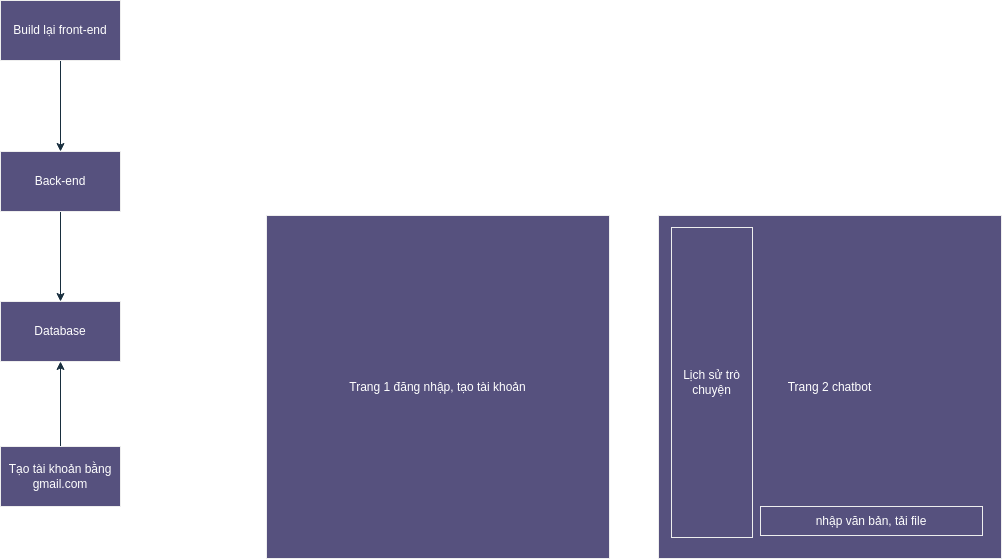 Build lại front-end
Back-end
Database
Tạo tài khoản bằng
gmail.com
Trang 1 đăng nhập, tạo tài khoản
Lịch sử trò
chuyện
Trang 2 chatbot
nhập văn bản, tải file